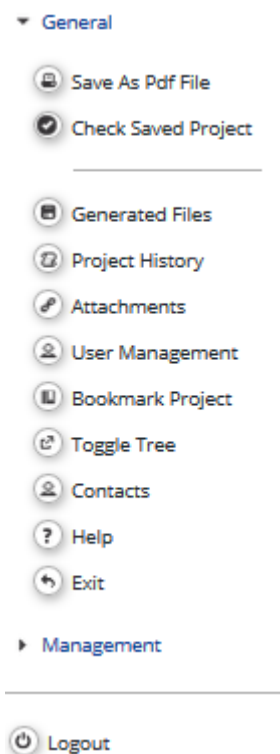 General
Save As Pdf File
Check Saved Project
Generated Files
Project History
Attachments
User Management
Bookmark Project
Toggle Tree
Contacts
? Help
Exit
Management
Logout